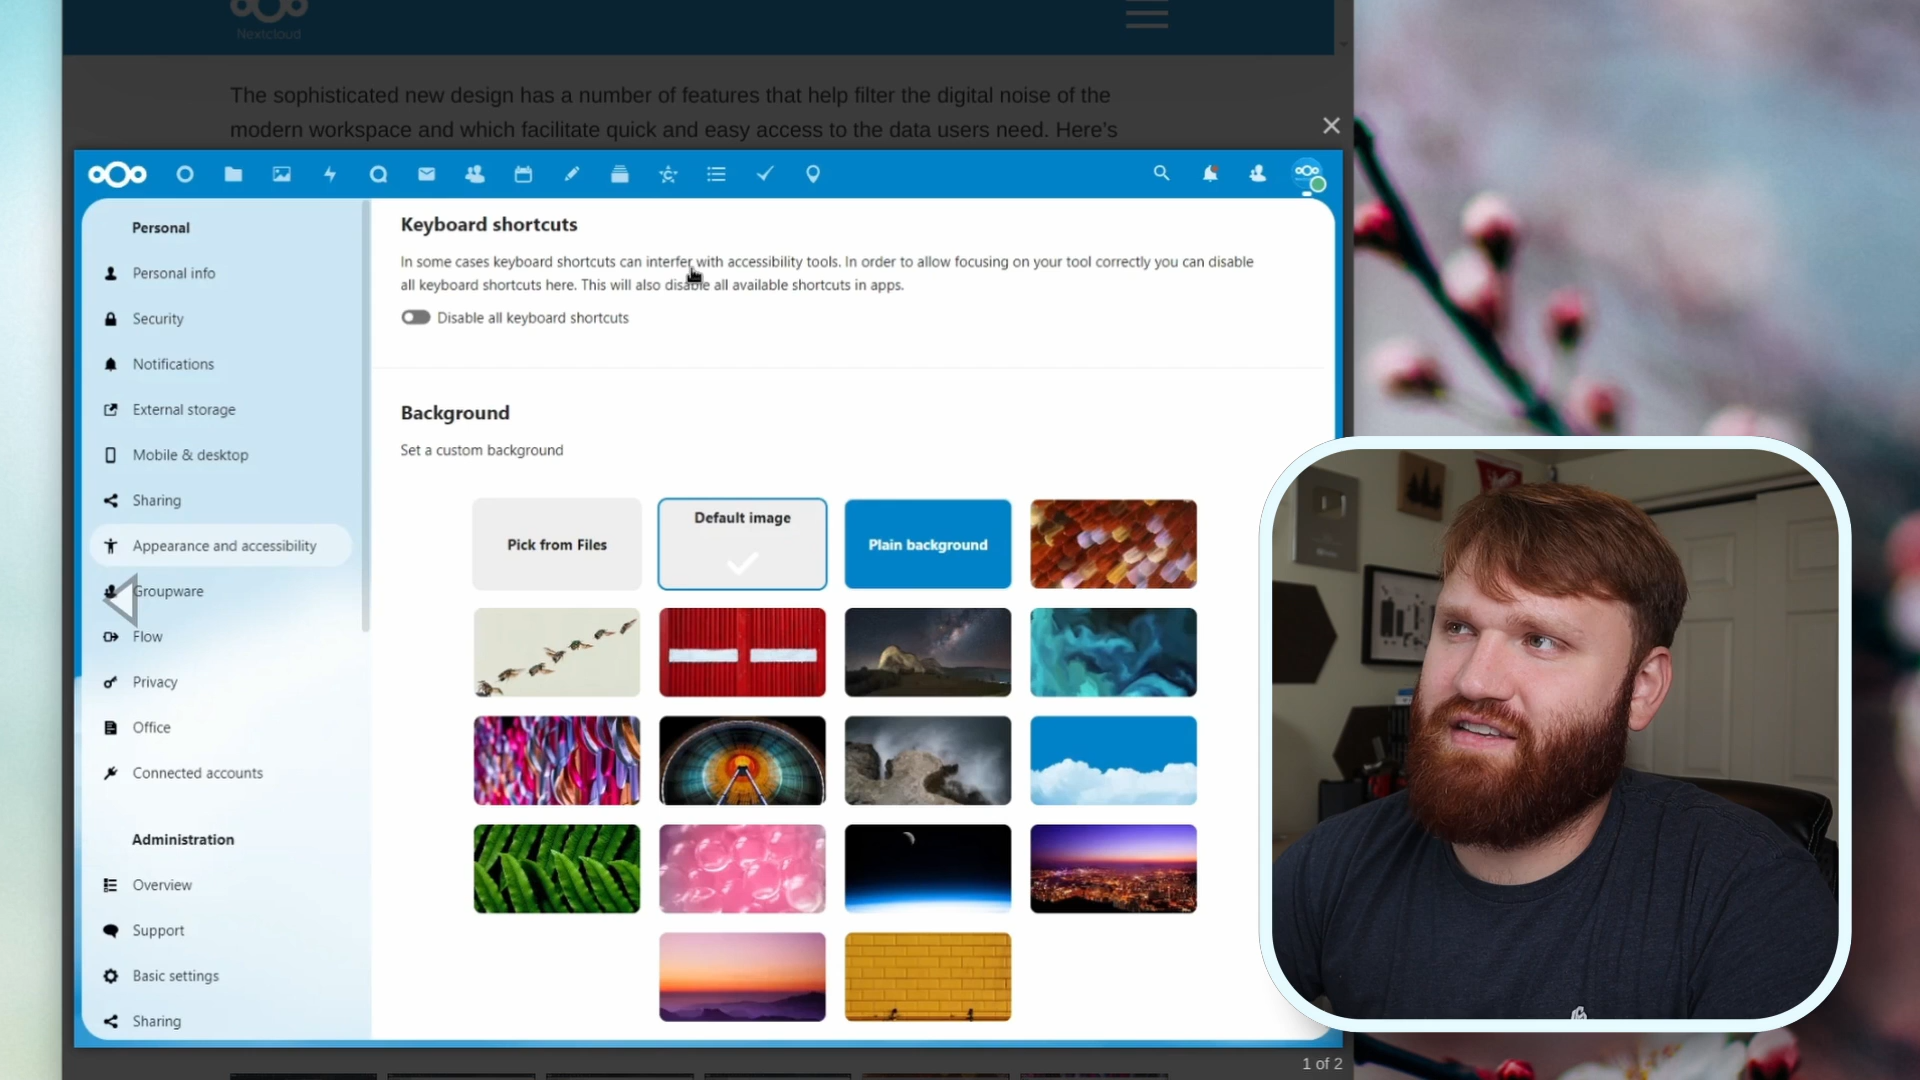 Nextcloud
The sophisticated new design has a number of features that help filter the digital noise of the
modern workspace and which facilitate quick and easy access to the data users need. Here's
Personal
Personal info
Security
Notifications
External storage
Mobile & desktop
Sharing
Appearance and accessibility
Groupware
Flow
Privacy
Office
Connected accounts
Administration
Overview
Support
Basic settings
Sharing
Keyboard shortcuts
In some cases keyboard shortcuts can interfer with accessibility tools. In order to allow focusing on your tool correctly you can disable
all keyboard shortcuts here. This will also disable all available shortcuts in apps.
Disable all keyboard shortcuts
Background
Set a custom background
Pick from Files
Default image
Plain background
1 of 2